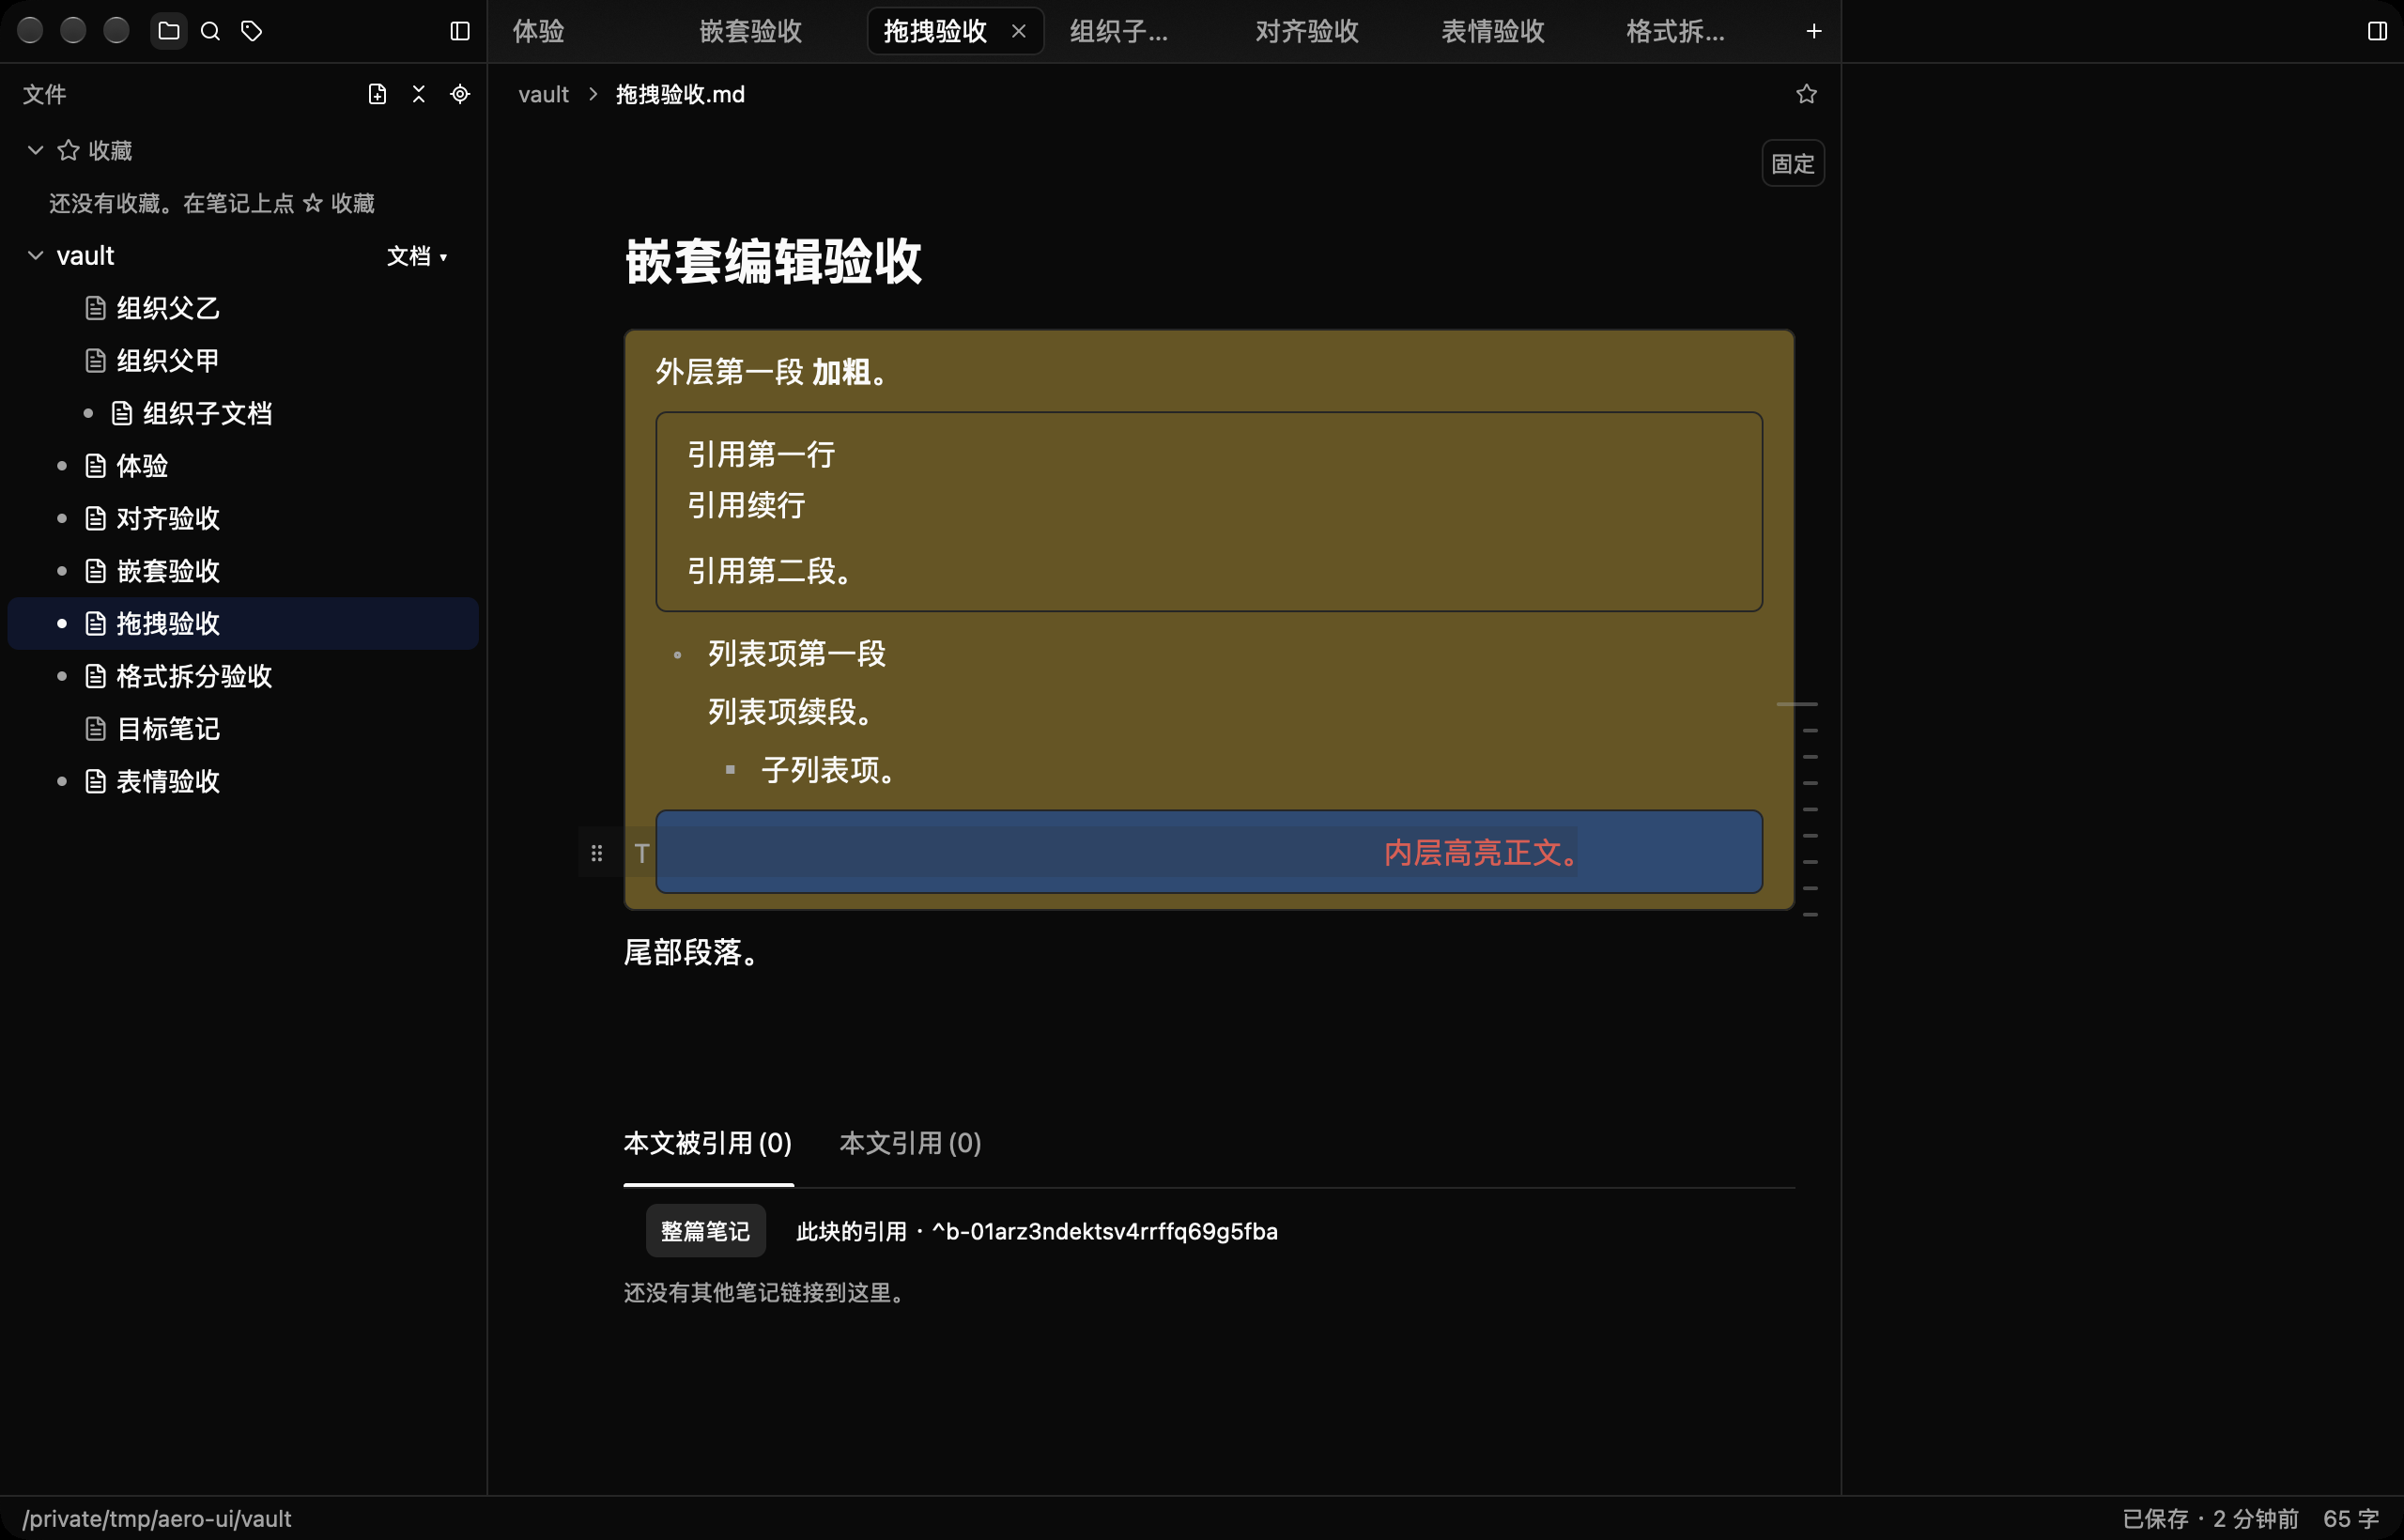 体验
嵌套验收
拖拽验收
组织子...
对齐验收
表情验收
格式拆...
文件
vault
拖拽验收.md
收藏
固定
还没有收藏。在笔记上点 ☆ 收藏
vault
文档
组织父乙
组织父甲
组织子文档
体验
对齐验收
嵌套验收
拖拽验收
格式拆分验收
目标笔记
表情验收
嵌套编辑验收
外层第一段 加粗。
引用第一行
引用续行
引用第二段。
列表项第一段
列表项续段。
子列表项。
T
内层高亮正文。
尾部段落。
本文被引用 (0)
本文引用 (0)
整篇笔记
此块的引用 · ^b-01arz3ndektsv4rrffq69g5fba
还没有其他笔记链接到这里。
/private/tmp/aero-ui/vault
已保存 · 2 分钟前
65 字